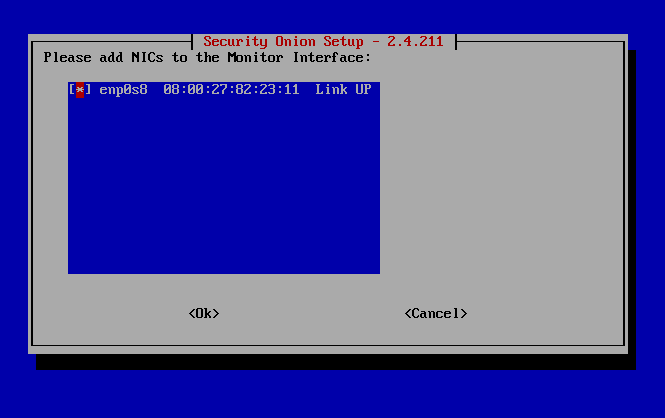 Security Onion Setup - 2.4.211
Please add NICs to the Monitor Interface:
[*] enp0s8  08:00:27:82:23:11  Link UP
<Ok>
<Cancel>